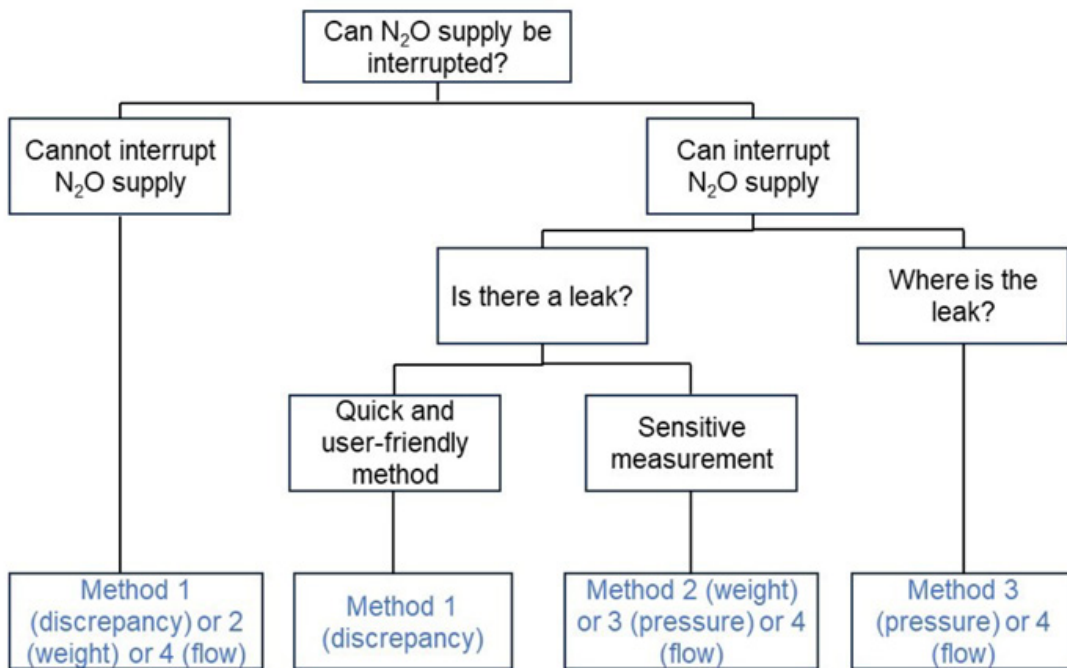 Can N₂O supply be
interrupted?
Cannot interrupt
N₂O supply
Can interrupt
N₂O supply
Is there a leak?
Where is the
leak?
Quick and
user-friendly
method
Sensitive
measurement
Method 1
(discrepancy) or 2
(weight) or 4 (flow)
Method 1
(discrepancy)
Method 2 (weight)
or 3 (pressure) or 4
(flow)
Method 3
(pressure) or 4
(flow)